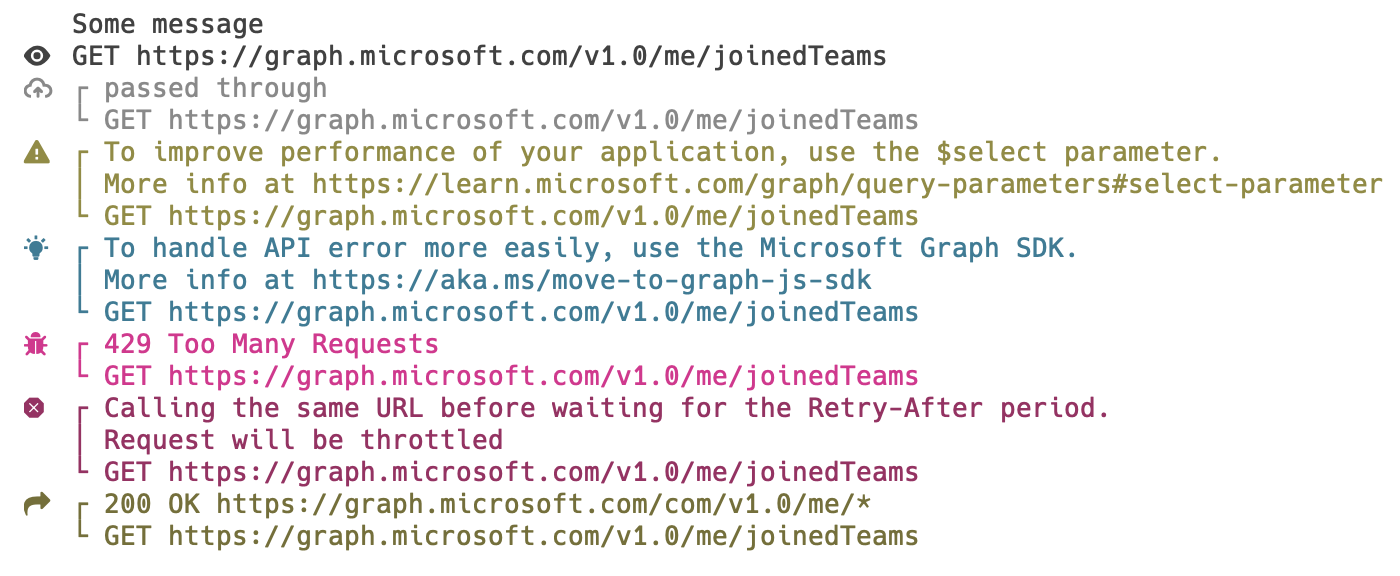 Some message
GET https://graph.microsoft.com/v1.0/me/joinedTeams
passed through
GET https://graph.microsoft.com/v1.0/me/joinedTeams
To improve performance of your application, use the $select parameter.
More info at https://learn.microsoft.com/graph/query-parameters#select-parameter
GET https://graph.microsoft.com/v1.0/me/joinedTeams
To handle API error more easily, use the Microsoft Graph SDK.
More info at https://aka.ms/move-to-graph-js-sdk
GET https://graph.microsoft.com/v1.0/me/joinedTeams
429 Too Many Requests
GET https://graph.microsoft.com/v1.0/me/joinedTeams
Calling the same URL before waiting for the Retry-After period.
Request will be throttled
GET https://graph.microsoft.com/v1.0/me/joinedTeams
200 OK https://graph.microsoft.com/com/v1.0/me/*
GET https://graph.microsoft.com/v1.0/me/joinedTeams